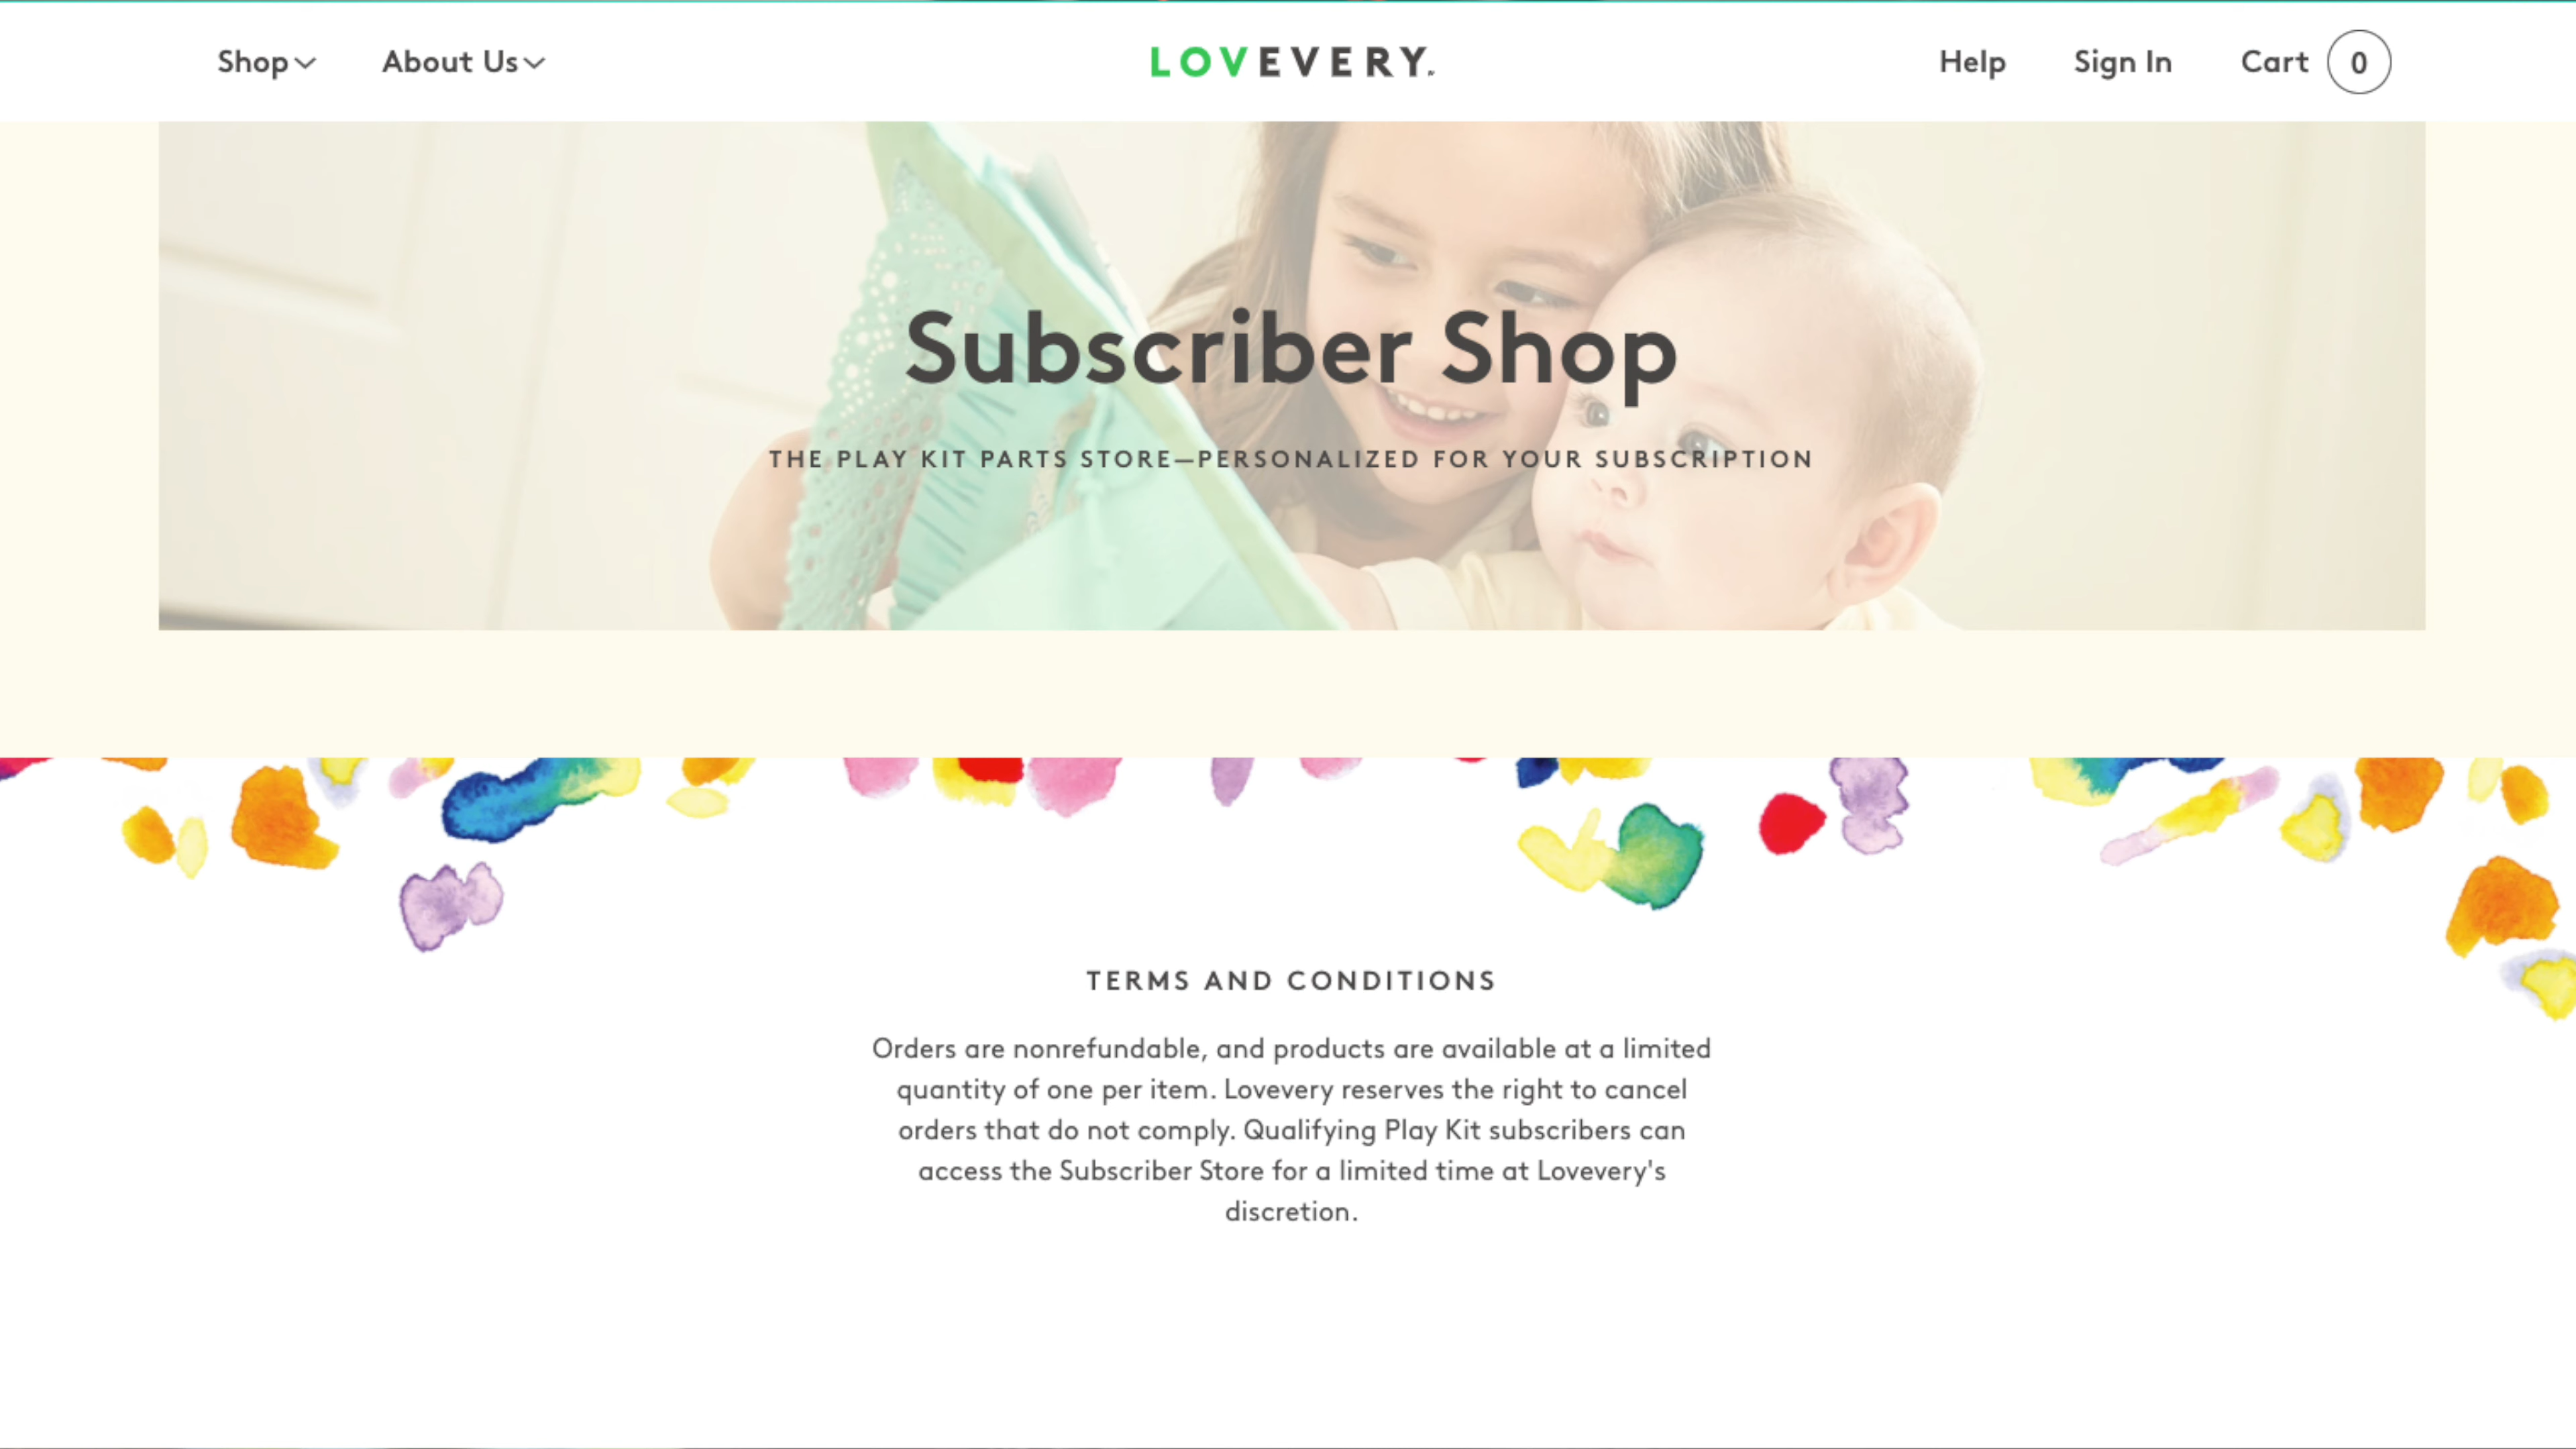 Shop
About Us
LOVEVERY
Help
Sign In
Cart
0
Subscriber Shop
THE PLAY KIT PARTS STORE—PERSONALIZED FOR YOUR SUBSCRIPTION
TERMS AND CONDITIONS
Orders are nonrefundable, and products are available at a limited
quantity of one per item. Lovevery reserves the right to cancel
orders that do not comply. Qualifying Play Kit subscribers can
access the Subscriber Store for a limited time at Lovevery's
discretion.